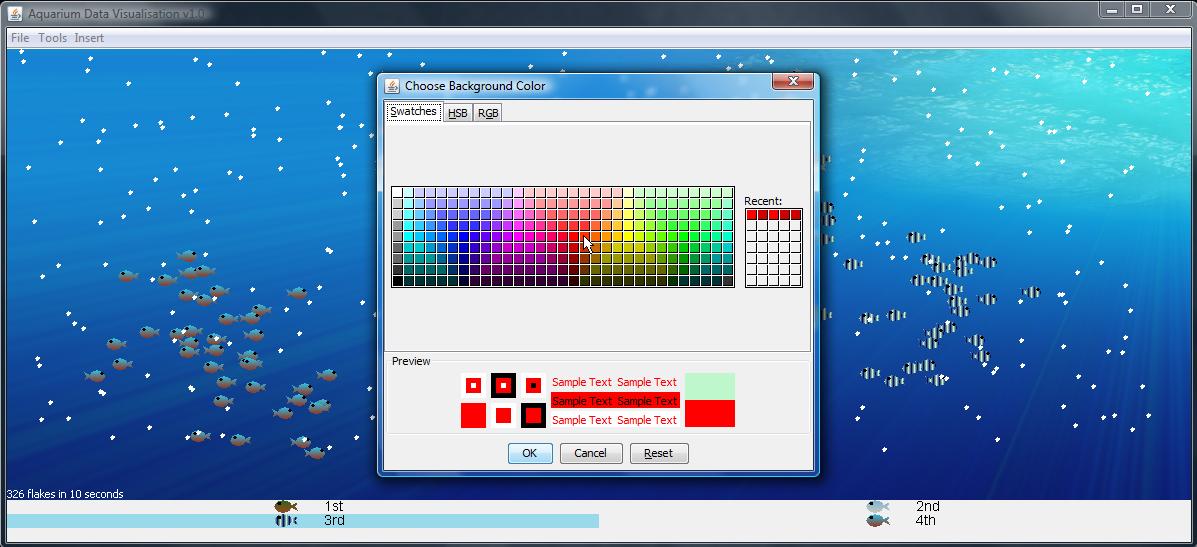 Aquarium Data Visualisation v1.0
File Tools Insert
Choose Background Color
Swatches HSB RGB
Recent:
Preview
Sample Text Sample Text
Sample Text Sample Text
Sample Text Sample Text
OK Cancel Reset
326 flakes in 10 seconds
1st 2nd
3rd 4th